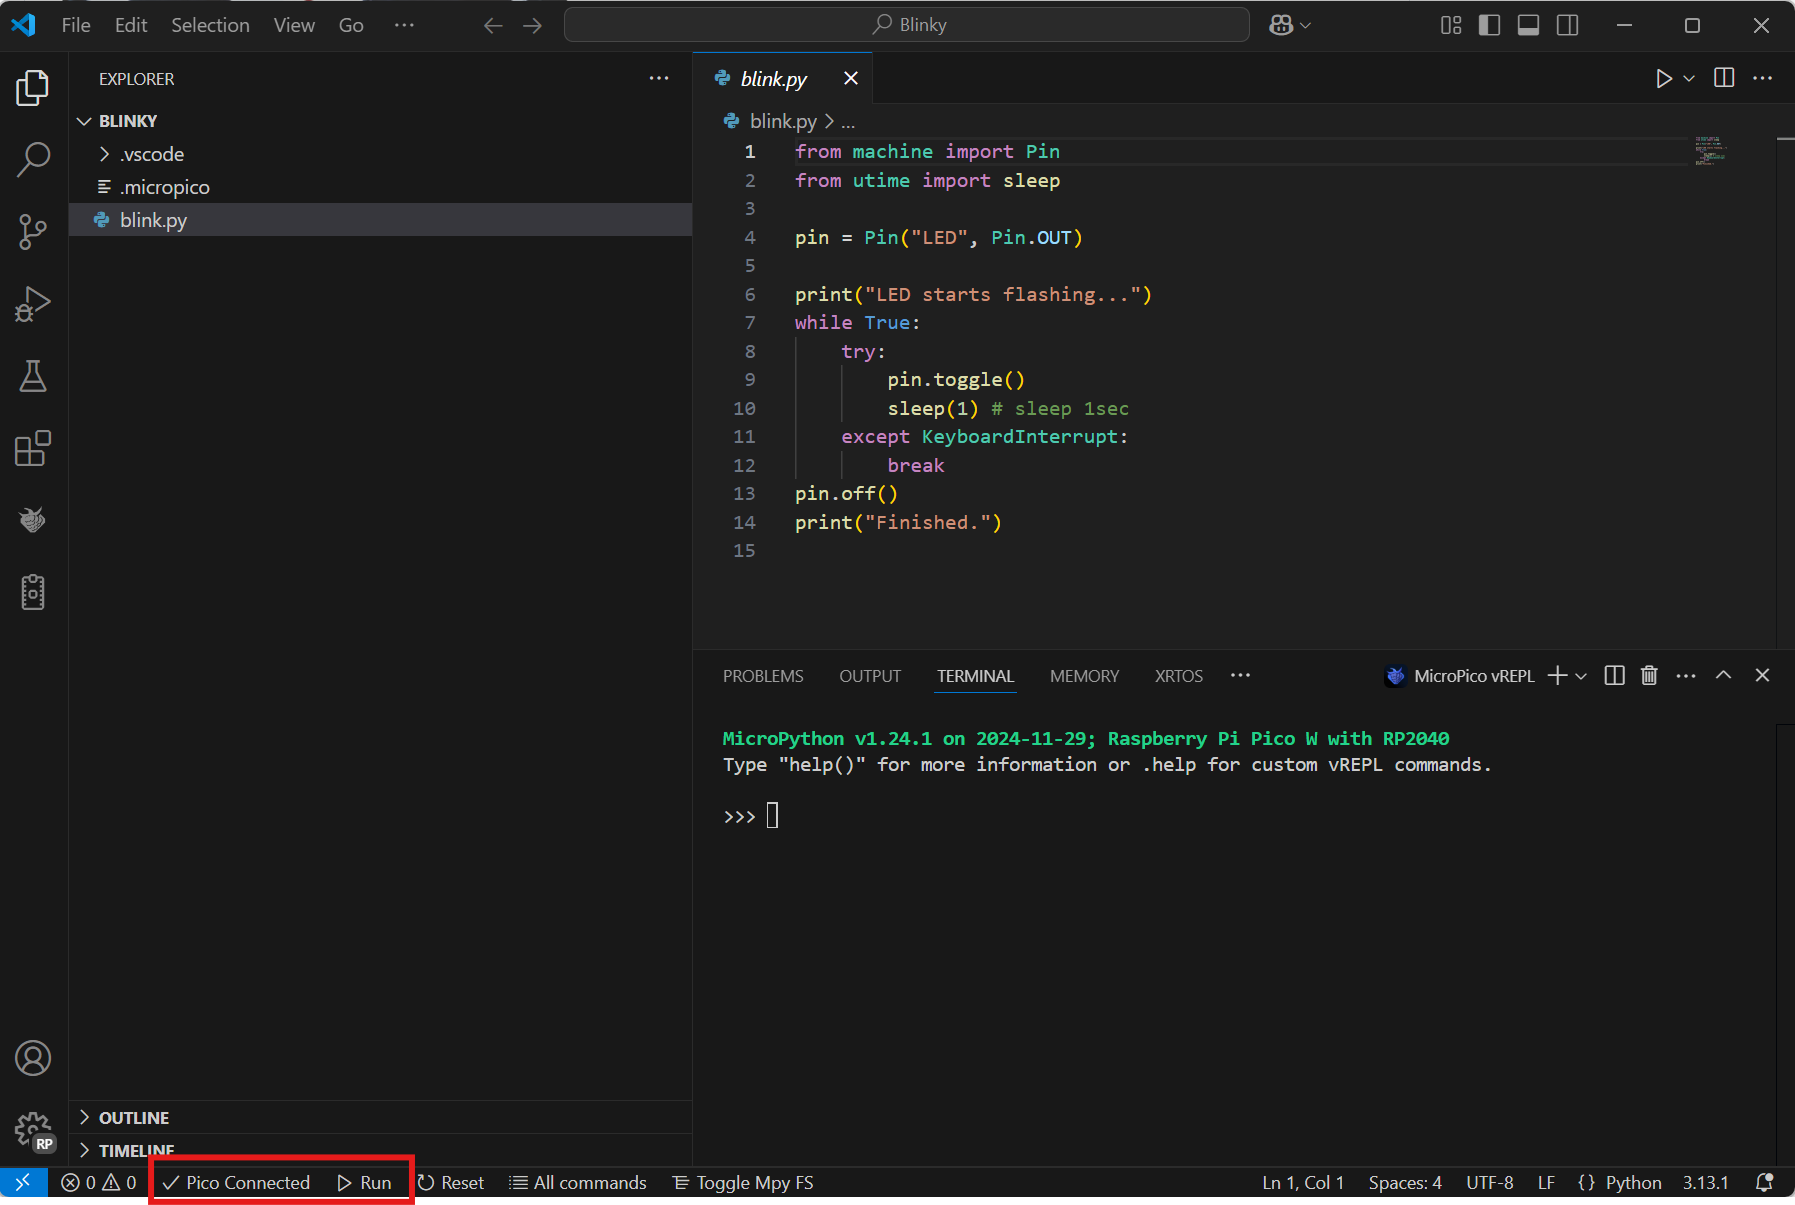 File Edit Selection View Go ··· Blinky
EXPLORER ···
BLINKY
.vscode
.micropico
blink.py
OUTLINE
TIMELINE
blink.py
blink.py > ...
1 from machine import Pin
2 from utime import sleep
3
4 pin = Pin("LED", Pin.OUT)
5
6 print("LED starts flashing...")
7 while True:
8 try:
9 pin.toggle()
10 sleep(1) # sleep 1sec
11 except KeyboardInterrupt:
12 break
13 pin.off()
14 print("Finished.")
15
PROBLEMS OUTPUT TERMINAL MEMORY XRTOS ··· MicroPico vREPL
MicroPython v1.24.1 on 2024-11-29; Raspberry Pi Pico W with RP2040
Type "help()" for more information or .help for custom vREPL commands.
>>>
RP
0 0 Pico Connected Run Reset All commands Toggle Mpy FS Ln 1, Col 1 Spaces: 4 UTF-8 LF {} Python 3.13.1